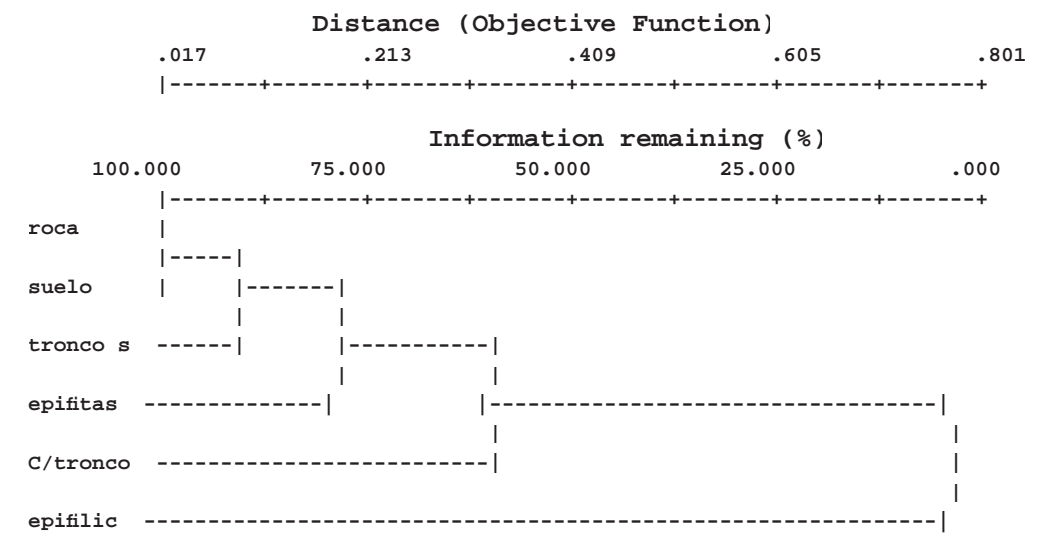 Distance (Objective Function)
.017 .213 .409 .605 .801
|-------+-------+-------+-------+-------+-------+-------+-------+
Information remaining (%)
100.000 75.000 50.000 25.000 .000
|-------+-------+-------+-------+-------+-------+-------+-------+
roca |
|-----|
suelo | |-------|
| |
tronco s ------| |-----------|
| |
epifitas --------------| |-----------------------------------|
| |
C/tronco --------------------------| |
|
epifilic --------------------------------------------------------------|